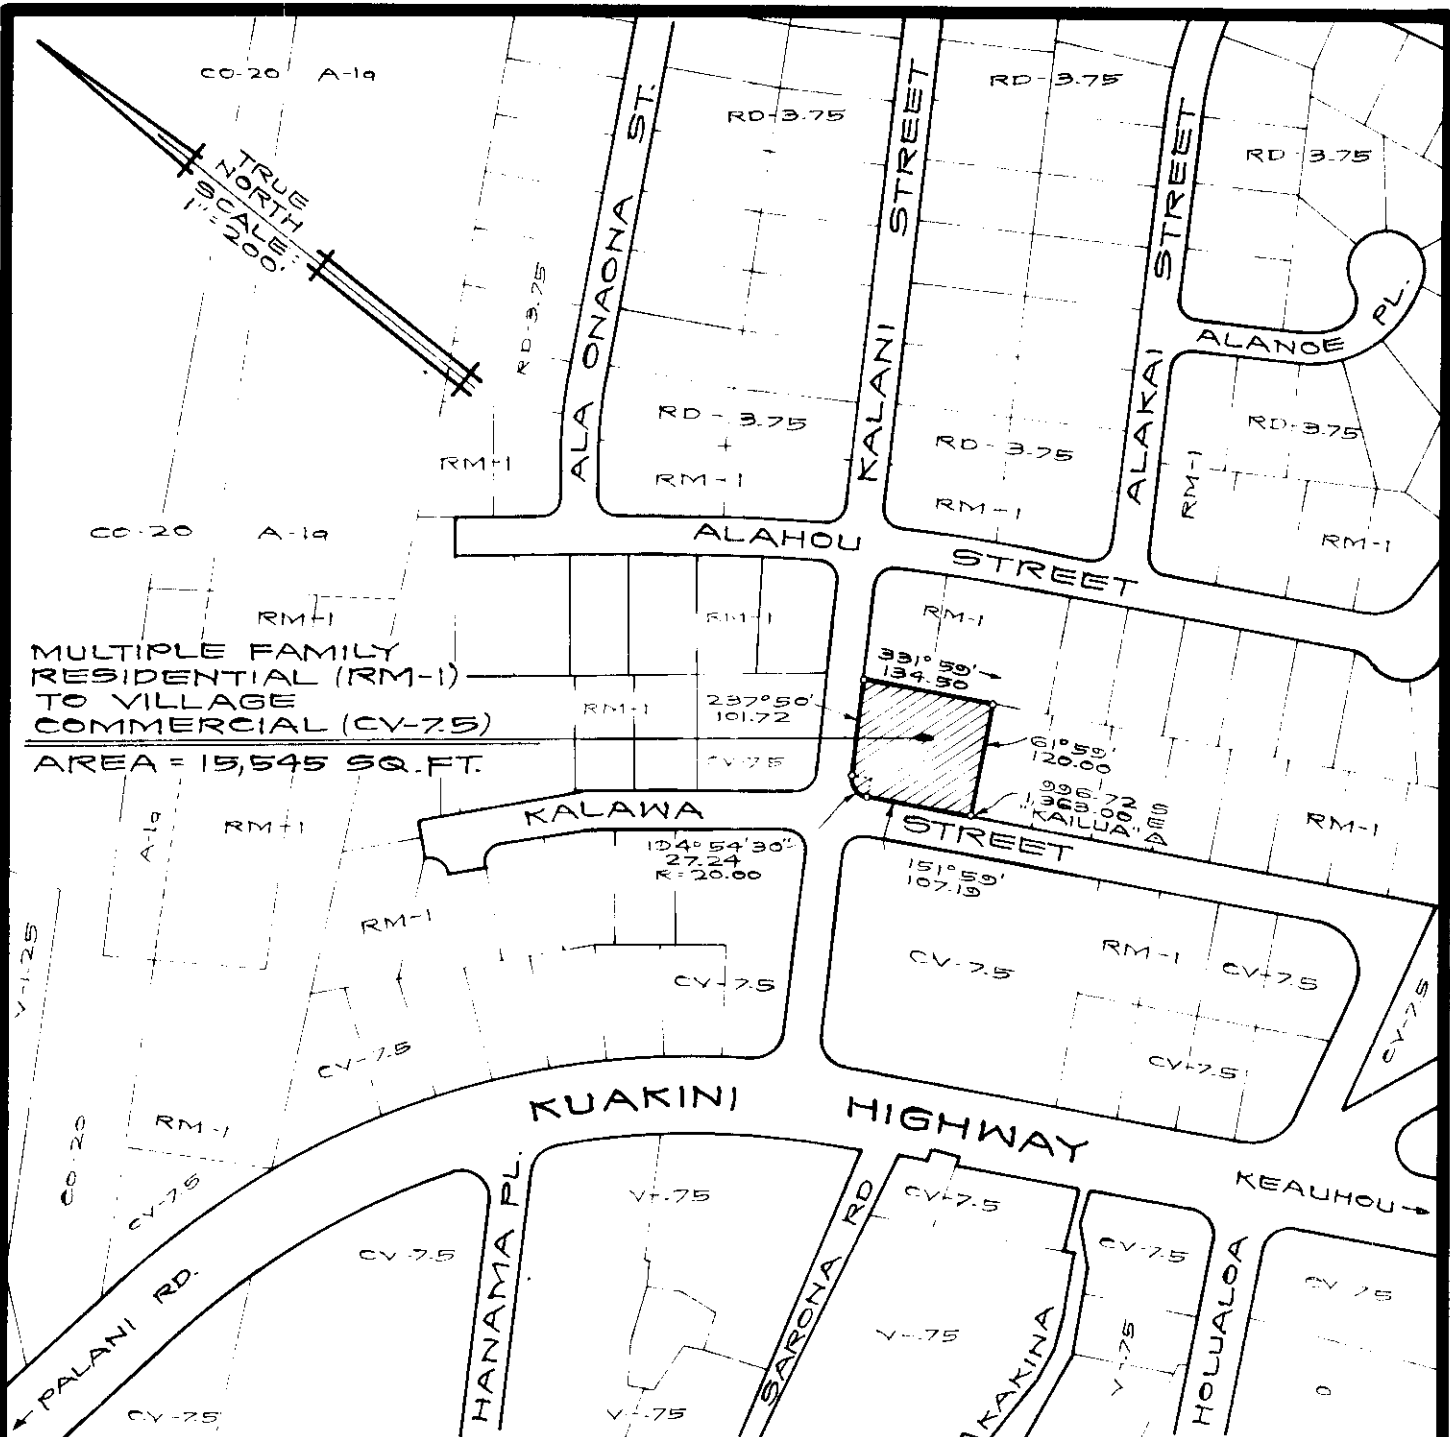 CO-20 A-1a
RD-3.75
RD-3.75
RD-3.75
TRUE
NORTH
SCALE:
1"=200'
ALA ONAONA ST.
KALANI STREET
ALAKAI STREET
ALANOE PL.
RD-3.75
RD-3.75
RD-3.75
RD-3.75
RM-1
RM-1
RM-1
RM-1
RM-1
CO-20 A-1a
ALAHOU STREET
RM-1
RM-1
RM-1
MULTIPLE FAMILY
RESIDENTIAL (RM-1)
TO VILLAGE
COMMERCIAL (CV-7.5)
AREA = 15,545 SQ. FT.
331° 59'
134.50
237° 50'
101.72
RM-1
CV-7.5
61° 59'
120.00
996.72 S
1,363.00 E
"KAILUA" △
RM-1
A-1a
RM-1
KALAWA STREET
194° 54' 30"
27.24
R=20.00
151° 59'
107.19
RM-1
V-1.25
CV-7.5
CV-7.5
RM-1
CV-7.5
CV-7.5
CV-7.5
CV-7.5
KUAKINI HIGHWAY
RM-1
CO-20
CV-7.5
KEAUHOU
V-.75
CV-7.5
CV-7.5
CV-7.5
CV-7.5
HANAMA PL.
SARONA RD
HOLUALOA
PALANI RD.
V-.75
V-.75
O
CV-7.5
V-.75
KAKINA